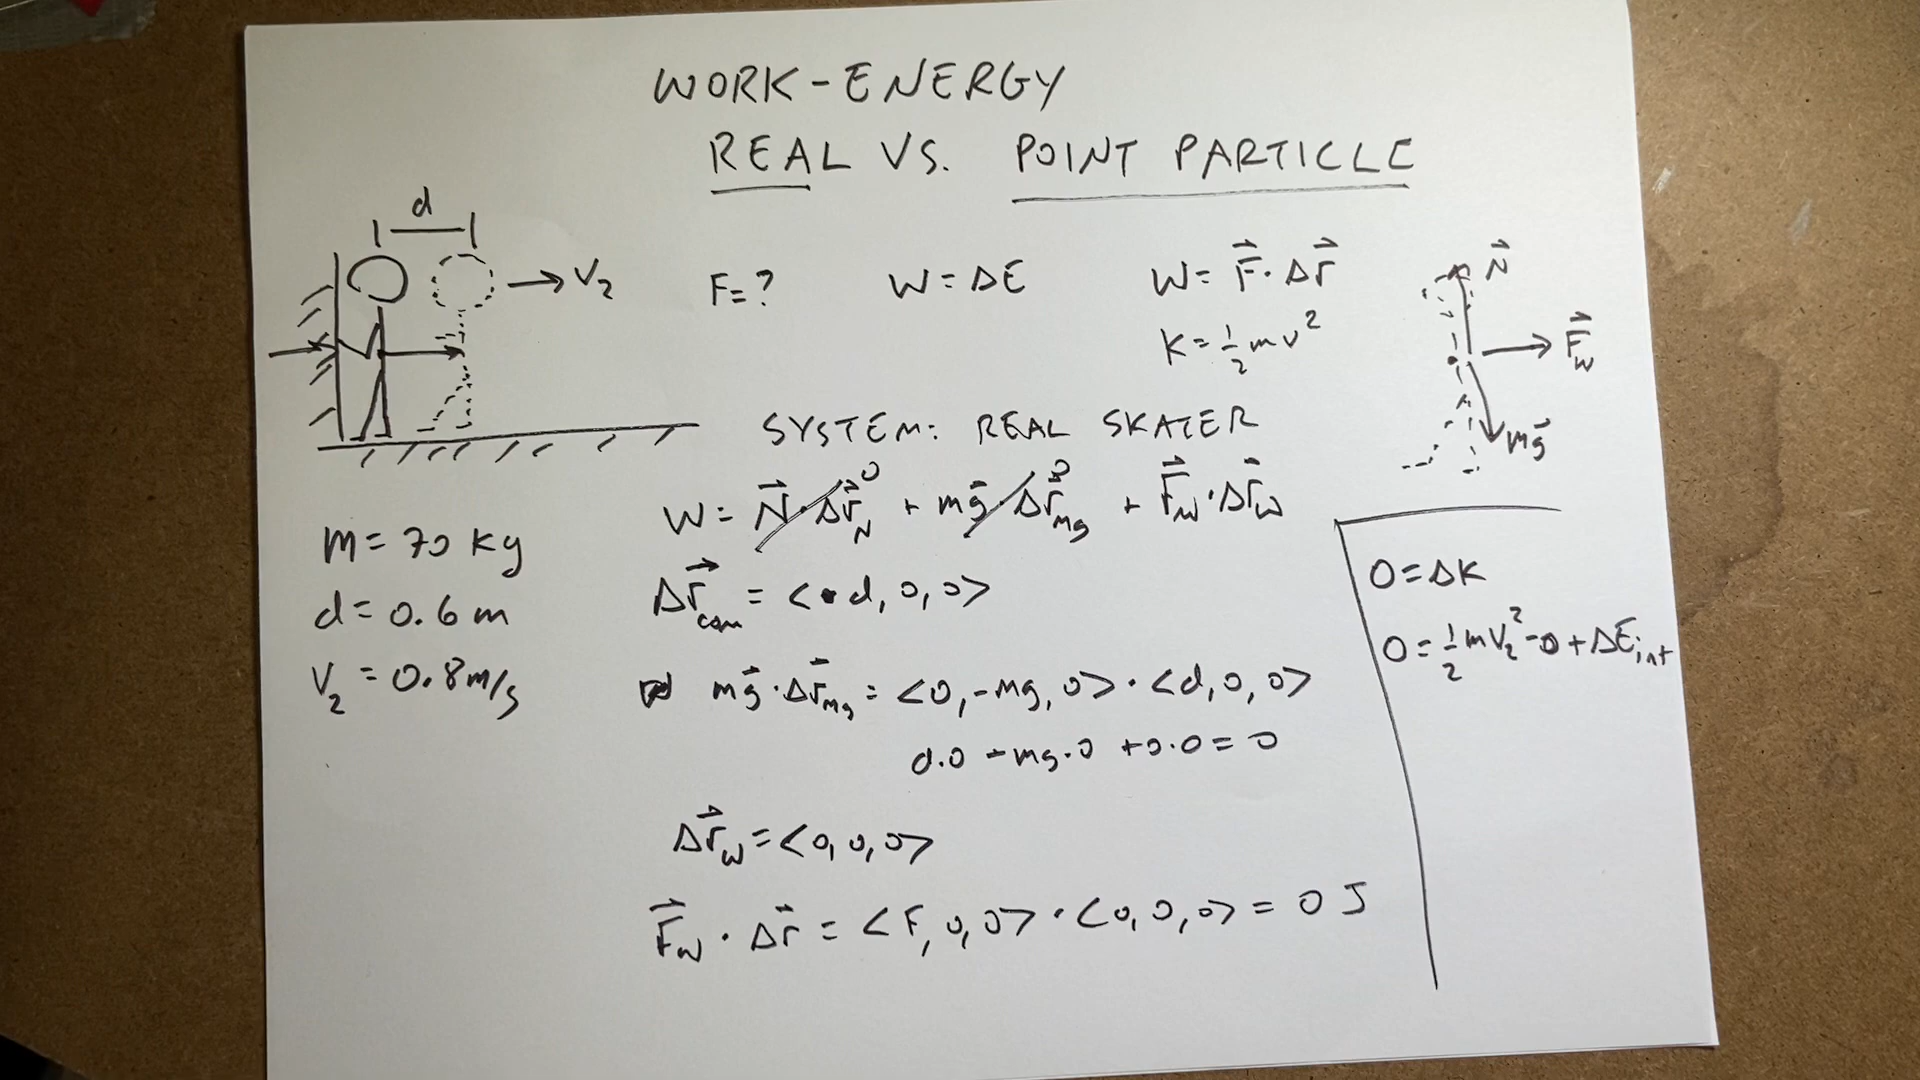 WORK-ENERGY
REAL VS. POINT PARTICLE
d
V₂
F=?
W=ΔE
W= F⃗·Δr⃗
K=½mv²
N⃗
F⃗w
mg⃗
SYSTEM: REAL SKATER
W= N⃗·Δr⃗N 0 + mg⃗·Δr⃗mg 0 + F⃗w·Δr⃗w
m= 70 kg
d= 0.6 m
V₂ = 0.8m/s
Δr⃗com = <d, 0, 0>
mg⃗·Δr⃗mg = <0,-mg, 0>·<d, 0, 0>
d·0 -mg·0 +0·0 = 0
Δr⃗w=<0, 0, 0>
F⃗w · Δr⃗ = <F, 0, 0>·<0, 0, 0> = 0 J
0=ΔK
0=½mV₂²-0+ΔEint